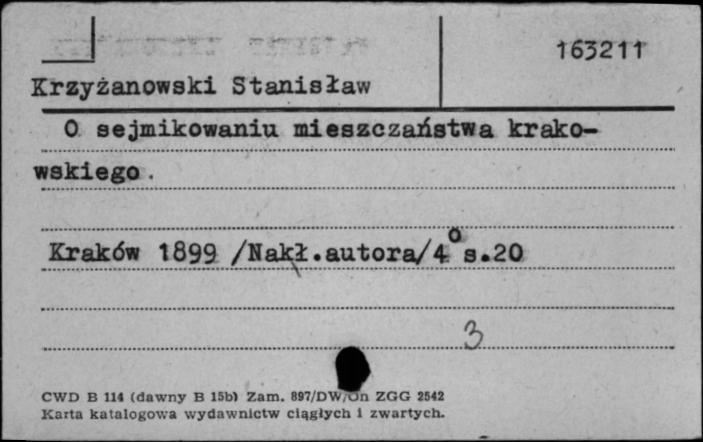 163211
Krzyżanowski Stanisław
O sejmikowaniu mieszczaństwa krako-
wskiego.
Kraków 1899 /Nakł.autora/4° s.20
3
CWD B 114 (dawny B 15b) Zam. 897/DW/On ZGG 2542
Karta katalogowa wydawnictw ciągłych i zwartych.